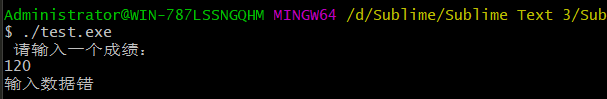 Administrator@WIN-787LSSNGQHM MINGW64 /d/Sublime/Sublime Text 3/Sub
$ ./test.exe
请输入一个成绩：
120
输入数据错